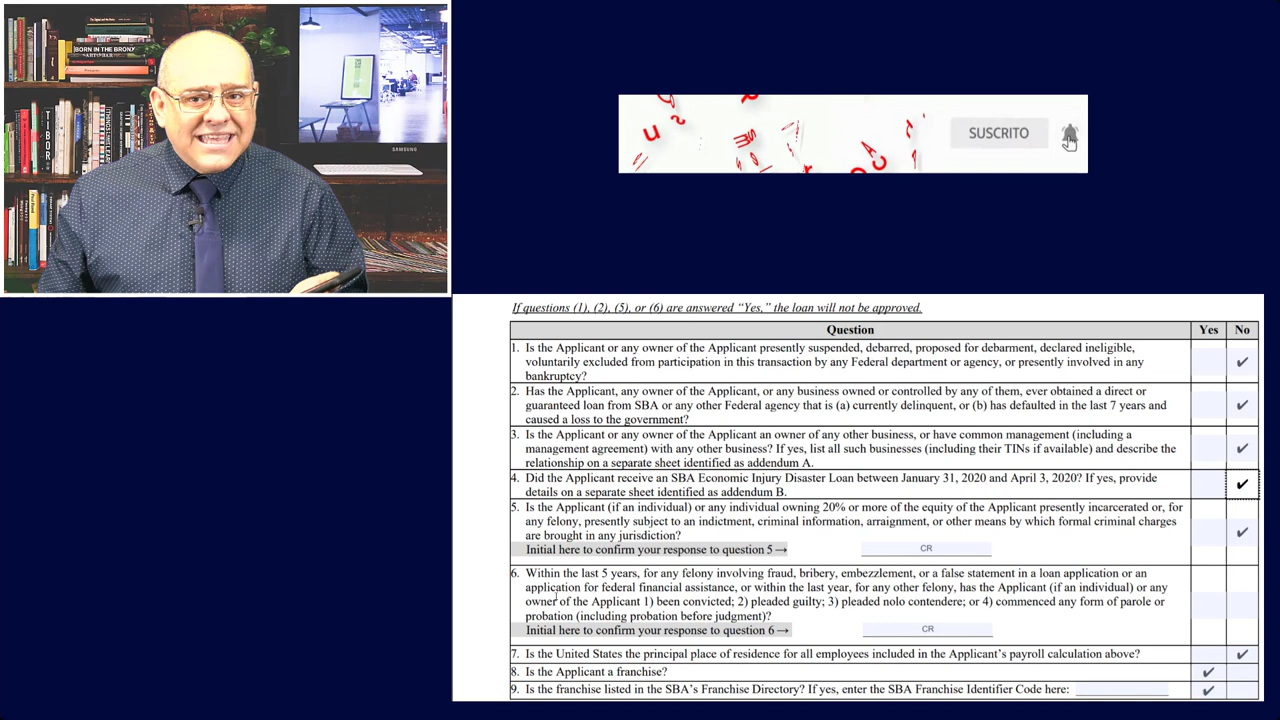 BORN IN THE BRONX
TIBOR
SAMSUNG
SUSCRITO
If questions (1), (2), (5), or (6) are answered “Yes,” the loan will not be approved.
Question Yes No
1. Is the Applicant or any owner of the Applicant presently suspended, debarred, proposed for debarment, declared ineligible,
voluntarily excluded from participation in this transaction by any Federal department or agency, or presently involved in any
bankruptcy? ✔
2. Has the Applicant, any owner of the Applicant, or any business owned or controlled by any of them, ever obtained a direct or
guaranteed loan from SBA or any other Federal agency that is (a) currently delinquent, or (b) has defaulted in the last 7 years and
caused a loss to the government? ✔
3. Is the Applicant or any owner of the Applicant an owner of any other business, or have common management (including a
management agreement) with any other business? If yes, list all such businesses (including their TINs if available) and describe the
relationship on a separate sheet identified as addendum A. ✔
4. Did the Applicant receive an SBA Economic Injury Disaster Loan between January 31, 2020 and April 3, 2020? If yes, provide
details on a separate sheet identified as addendum B. ✔
5. Is the Applicant (if an individual) or any individual owning 20% or more of the equity of the Applicant presently incarcerated or, for
any felony, presently subject to an indictment, criminal information, arraignment, or other means by which formal criminal charges
are brought in any jurisdiction? ✔
Initial here to confirm your response to question 5 → CR
6. Within the last 5 years, for any felony involving fraud, bribery, embezzlement, or a false statement in a loan application or an
application for federal financial assistance, or within the last year, for any other felony, has the Applicant (if an individual) or any
owner of the Applicant 1) been convicted; 2) pleaded guilty; 3) pleaded nolo contendere; or 4) commenced any form of parole or
probation (including probation before judgment)?
Initial here to confirm your response to question 6 → CR
7. Is the United States the principal place of residence for all employees included in the Applicant’s payroll calculation above? ✔
8. Is the Applicant a franchise? ✔
9. Is the franchise listed in the SBA’s Franchise Directory? If yes, enter the SBA Franchise Identifier Code here: ✔